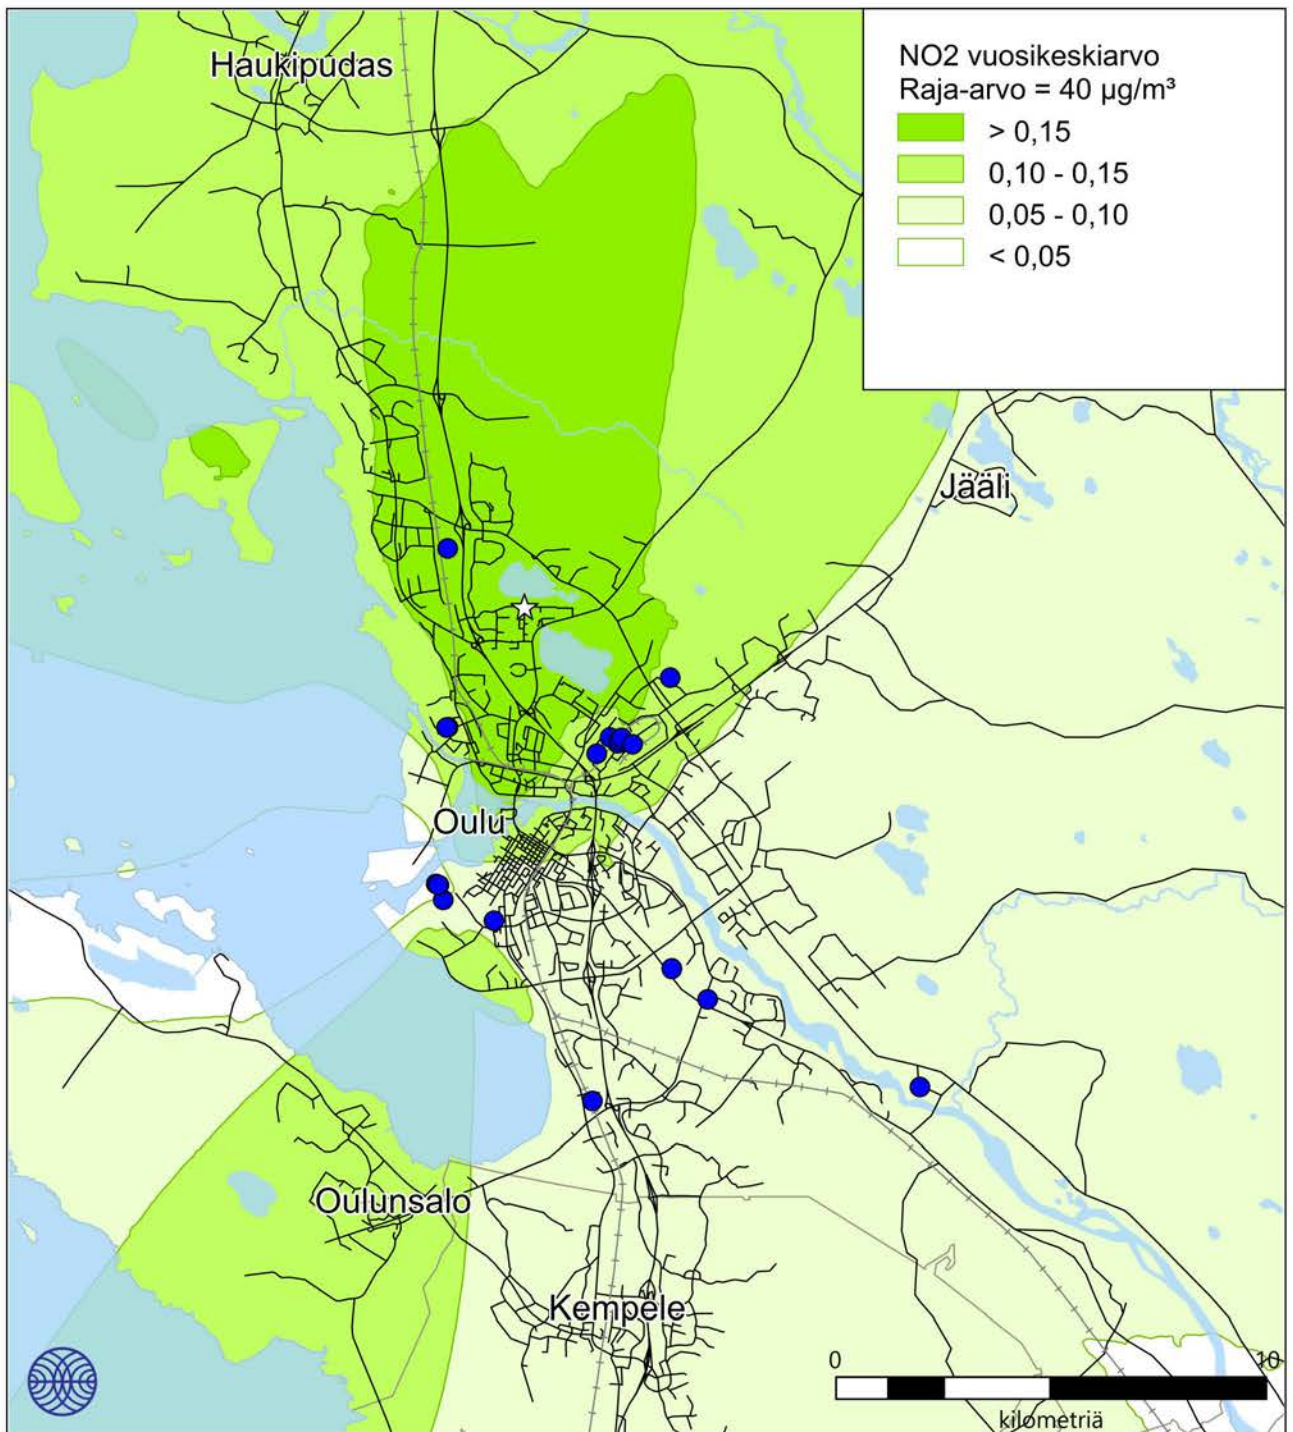 Haukipudas
NO2 vuosikeskiarvo
Raja-arvo = 40 µg/m³
> 0,15
0,10 - 0,15
0,05 - 0,10
< 0,05
Jääli
Oulu
Oulunsalo
Kempele
0 10
kilometriä